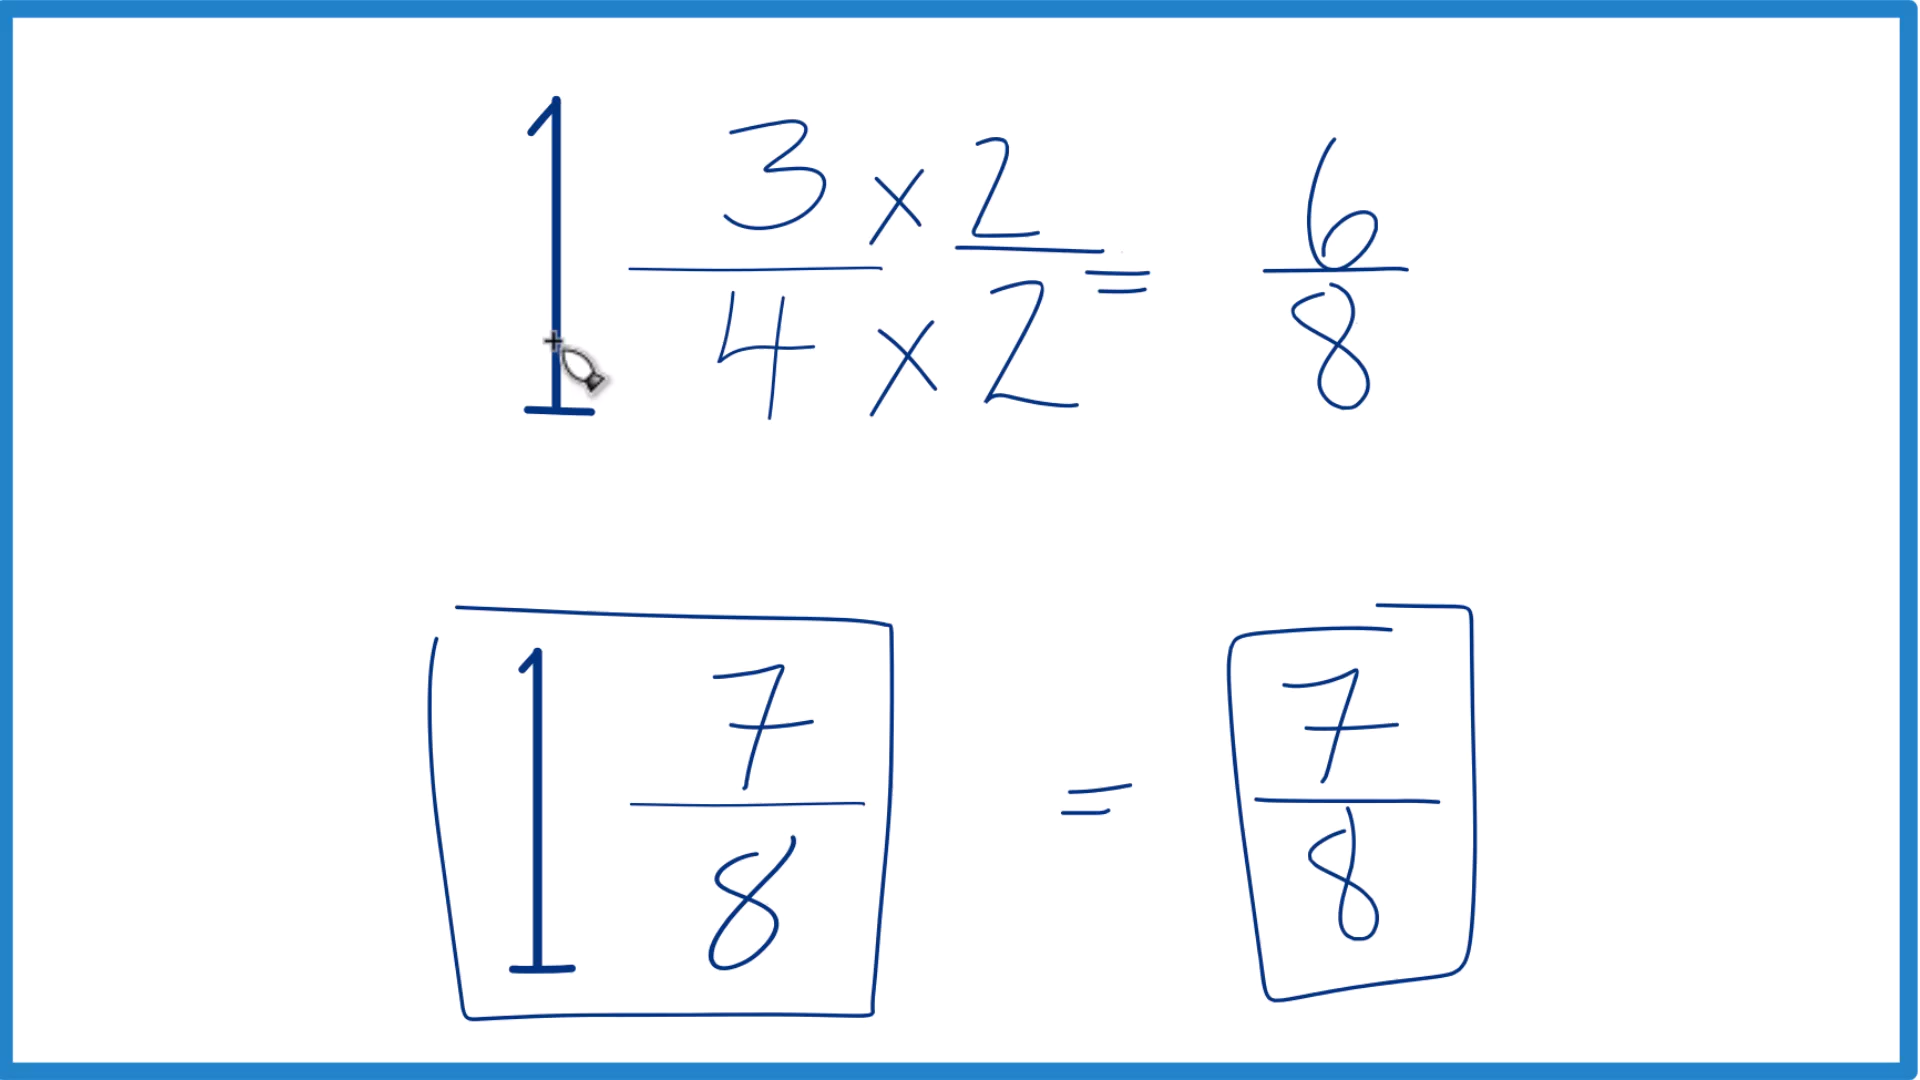 1 3/4 × 2/2 = 6/8
1 7/8 = 7/8